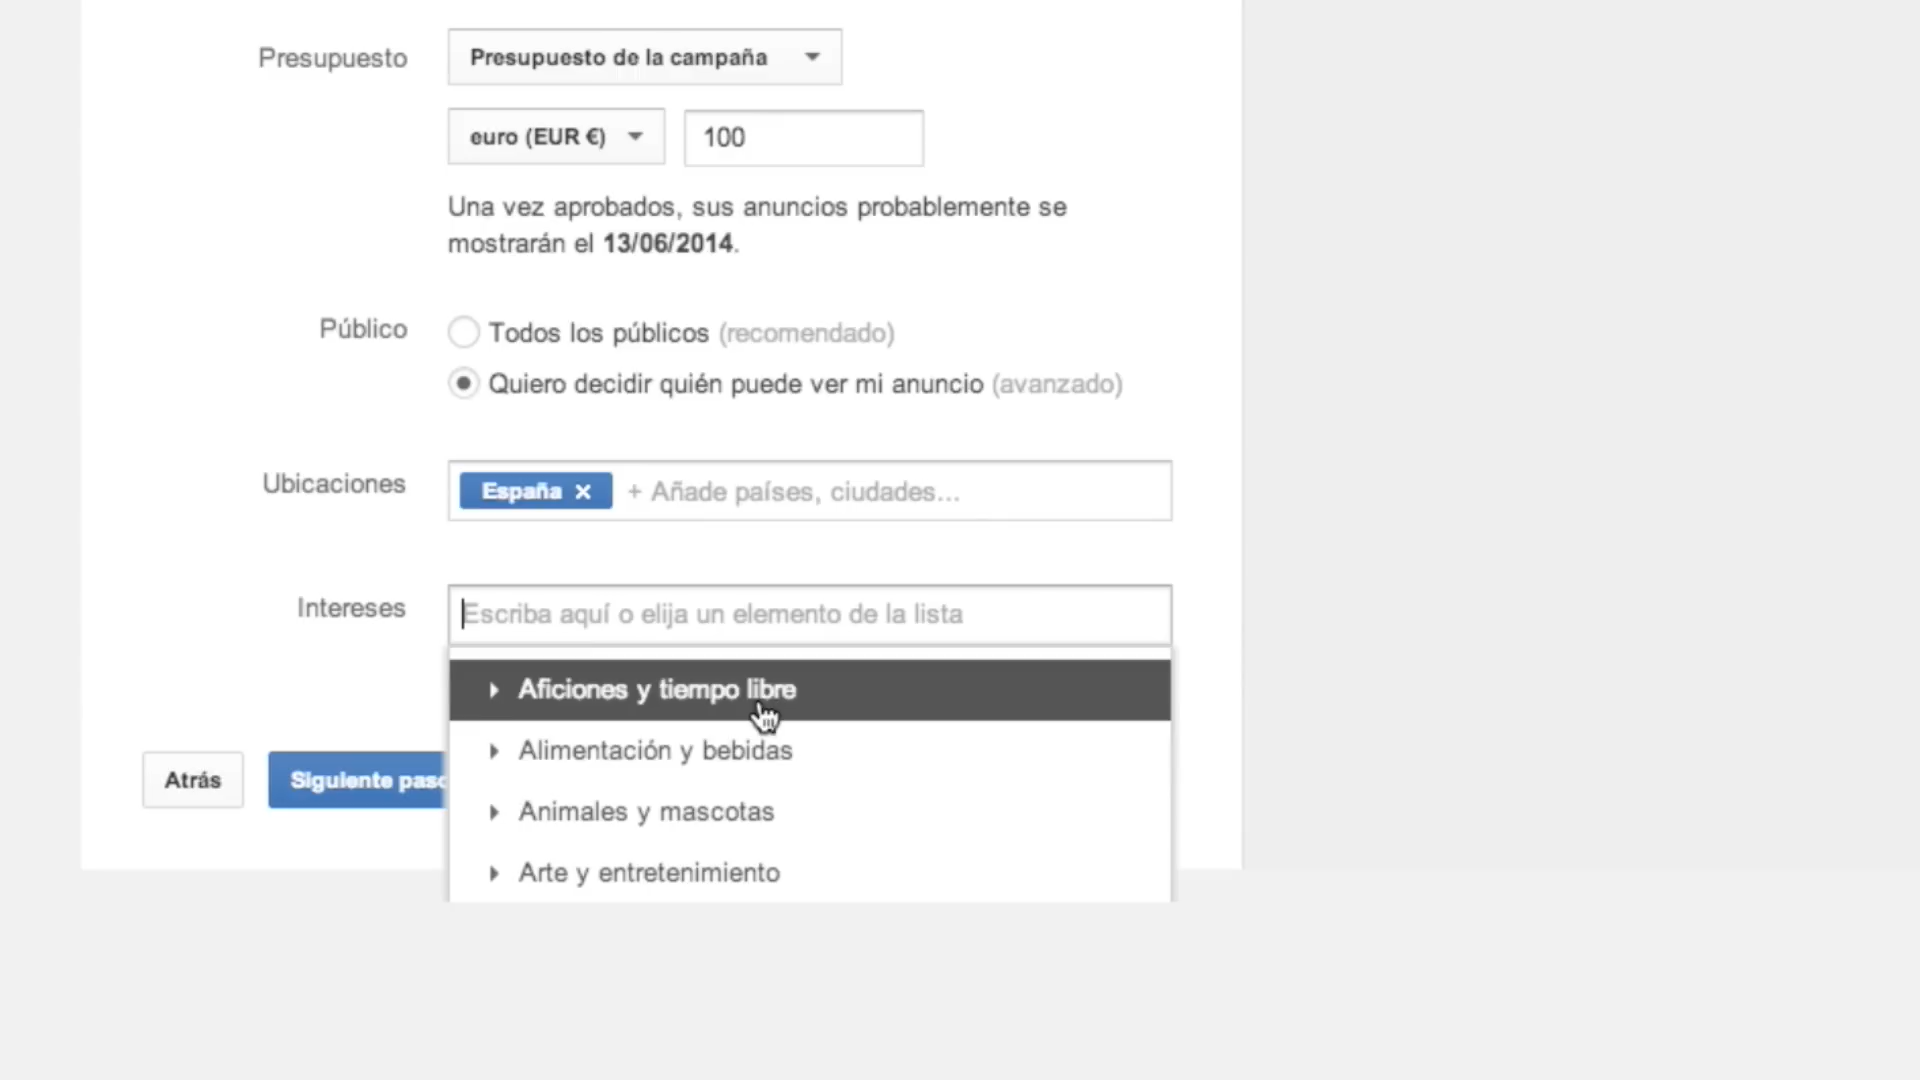 Presupuesto
Presupuesto de la campaña
euro (EUR €)
100
Una vez aprobados, sus anuncios probablemente se
mostrarán el 13/06/2014.
Público
Todos los públicos (recomendado)
Quiero decidir quién puede ver mi anuncio (avanzado)
Ubicaciones
España × + Añade países, ciudades...
Intereses
Escriba aquí o elija un elemento de la lista
Aficiones y tiempo libre
Alimentación y bebidas
Animales y mascotas
Arte y entretenimiento
Atrás
Siguiente paso